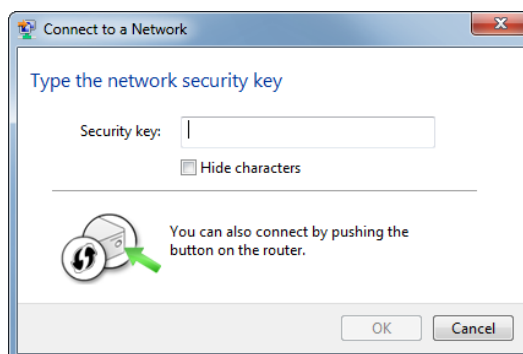 Connect to a Network
Type the network security key
Security key:
Hide characters
You can also connect by pushing the
button on the router.
OK Cancel